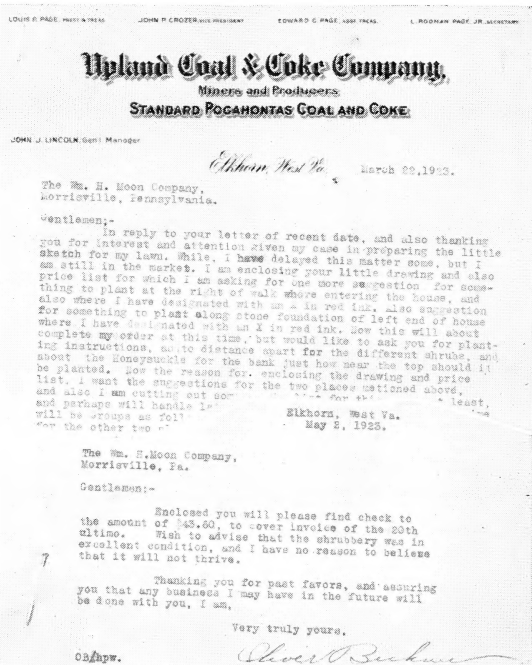 LOUIS R. PAGE, PREST & TREAS. JOHN P. CROZER, VICE PRESIDENT EDWARD C. PAGE, ASST. TREAS. L. RODMAN PAGE, JR., SECRETARY
Upland Coal & Coke Company,
Miners and Producers
STANDARD POCAHONTAS COAL AND COKE
JOHN J. LINCOLN, Gen'l Manager
Elkhorn, West Va. March 22,1923.
The Wm. H. Moon Company,
Morrisville, Pennsylvania.
Gentlemen;-
In reply to your letter of recent date, and also thanking
you for interest and attention given my case in preparing the little
sketch for my lawn. While, I have delayed this matter some, but I
am still in the market. I am enclosing your little drawing and also
price list for which I am asking for one more suggestion for some-
thing to plant at the right of walk where entering the house, and
also where I have designated with an x in red ink. Also suggestion
for something to plant along stone foundation of left end of house
where I have designated with an X in red ink. Now this will about
complete my order at this time, but would like to ask you for plant-
ing instructions, as to distance apart for the different shrubs, and
about the Honeysuckle for the bank just how near the top should it
be planted. Now the reason for enclosing the drawing and price
list, I want the suggestions for the two places metioned above,
and also I am cutting out least,
and perhaps will handle
will be groups as
for the other two
Elkhorn, West Va.
May 2, 1923.
The Wm. H.Moon Company,
Morrisville, Pa.
Gentlemen:-
Enclosed you will please find check to
the amount of $43.60, to cover invoice of the 20th
ultimo. Wish to advise that the shrubbery was in
excellent condition, and I have no reason to believe
that it will not thrive.
Thanking you for past favors, and assuring
you that any business I may have in the future will
be done with you, I am,
Very truly yours,
OB/hpw. Oliver